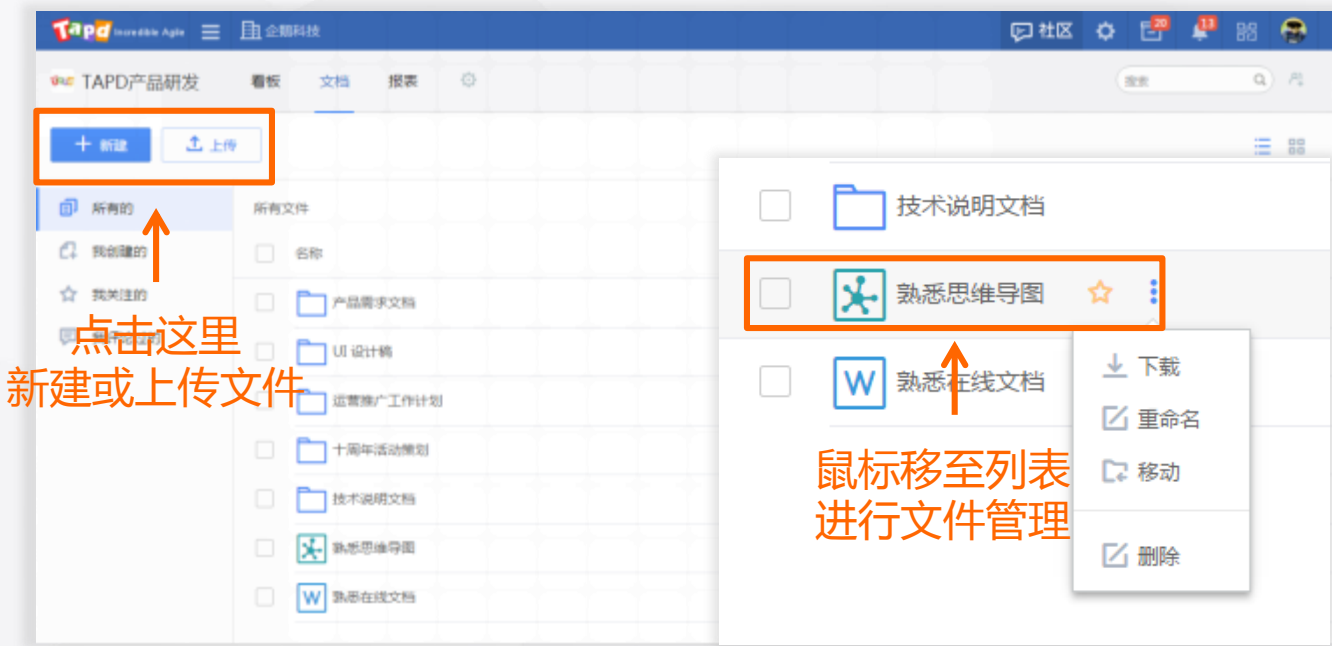 Tapd Incredible Agile 企鹅科技 社区 20 13
TAPD产品研发 看板 文档 报表 搜索
新建 上传
所有的
我创建的
我关注的
点击这里
新建或上传文件
所有文件
名称
产品需求文档
UI 设计稿
运营推广工作计划
十周年活动策划
技术说明文档
熟悉思维导图
W 熟悉在线文档
技术说明文档
熟悉思维导图
W 熟悉在线文档
下载
重命名
移动
删除
鼠标移至列表
进行文件管理